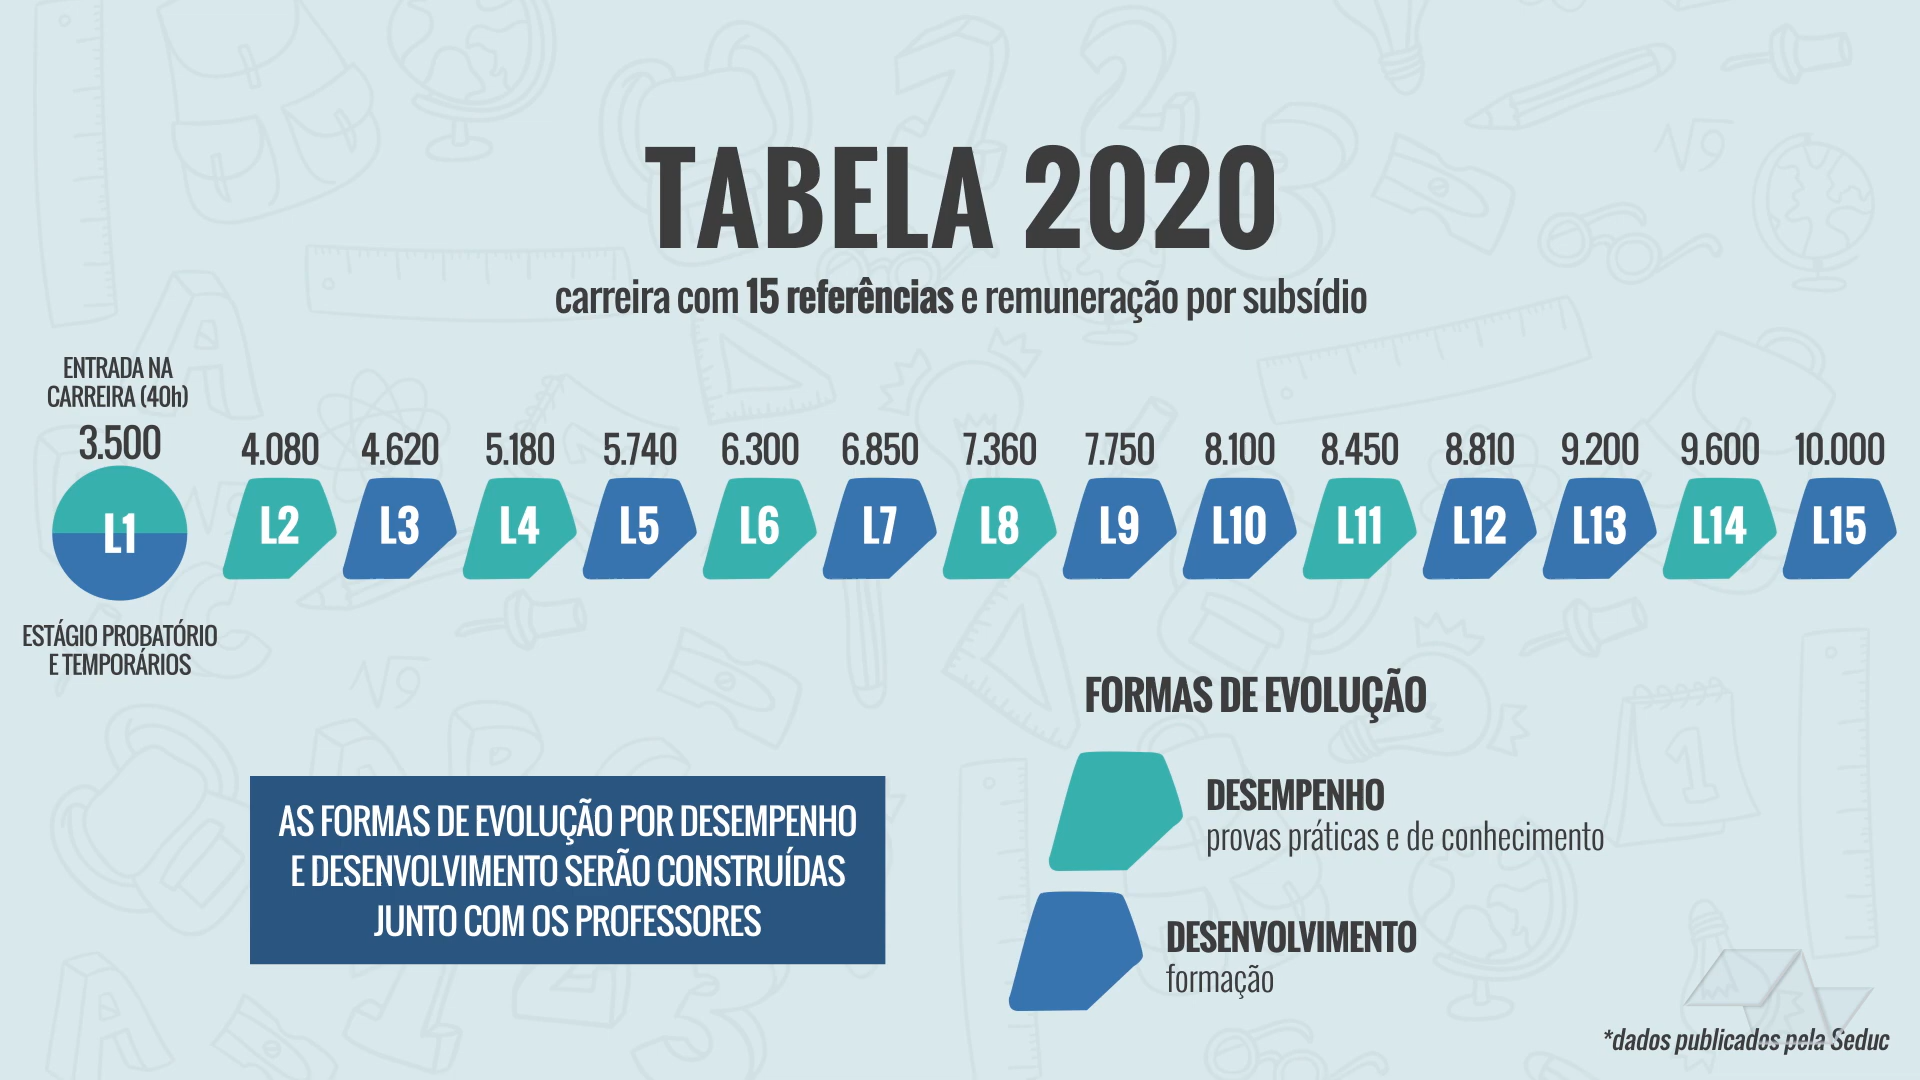 TABELA 2020
carreira com 15 referências e remuneração por subsídio
ENTRADA NA
CARREIRA (40h)
3.500 4.080 4.620 5.180 5.740 6.300 6.850 7.360 7.750 8.100 8.450 8.810 9.200 9.600 10.000
L1 L2 L3 L4 L5 L6 L7 L8 L9 L10 L11 L12 L13 L14 L15
ESTÁGIO PROBATÓRIO
E TEMPORÁRIOS
AS FORMAS DE EVOLUÇÃO POR DESEMPENHO
E DESENVOLVIMENTO SERÃO CONSTRUÍDAS
JUNTO COM OS PROFESSORES
FORMAS DE EVOLUÇÃO
DESEMPENHO
provas práticas e de conhecimento
DESENVOLVIMENTO
formação
*dados publicados pela Seduc